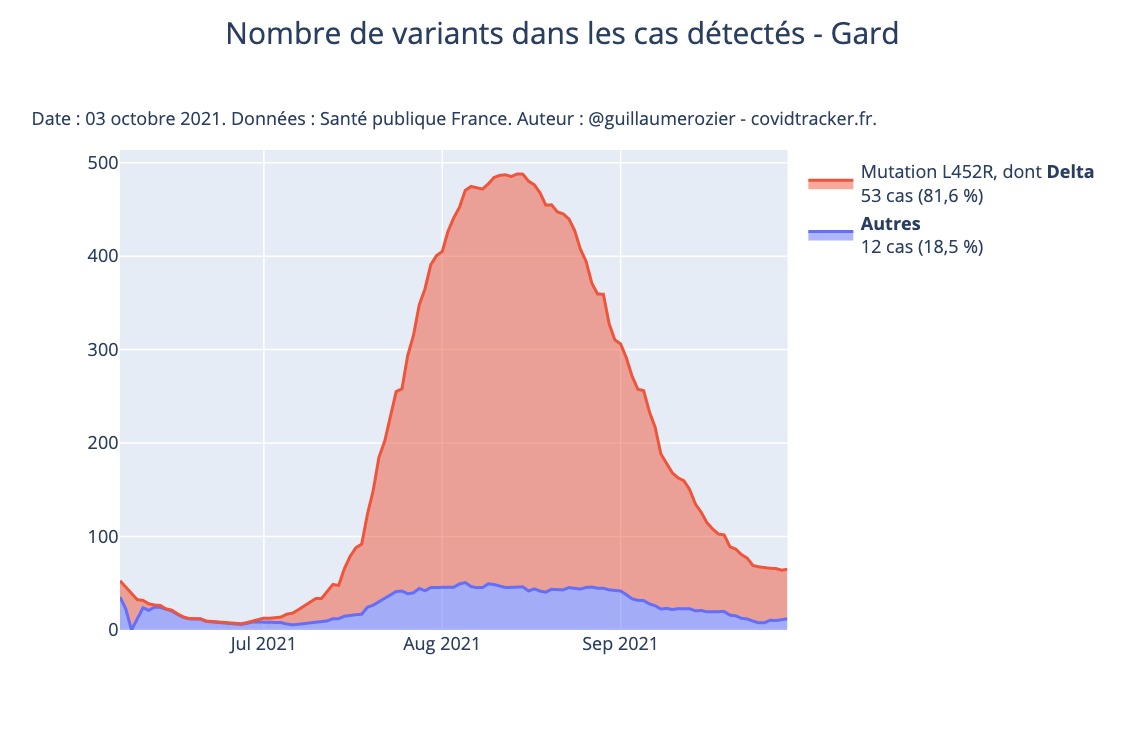 Nombre de variants dans les cas détectés - Gard
Date : 03 octobre 2021. Données : Santé publique France. Auteur : @guillaumerozier - covidtracker.fr.
500
400
300
200
100
0
Jul 2021
Aug 2021
Sep 2021
Mutation L452R, dont Delta
53 cas (81,6 %)
Autres
12 cas (18,5 %)